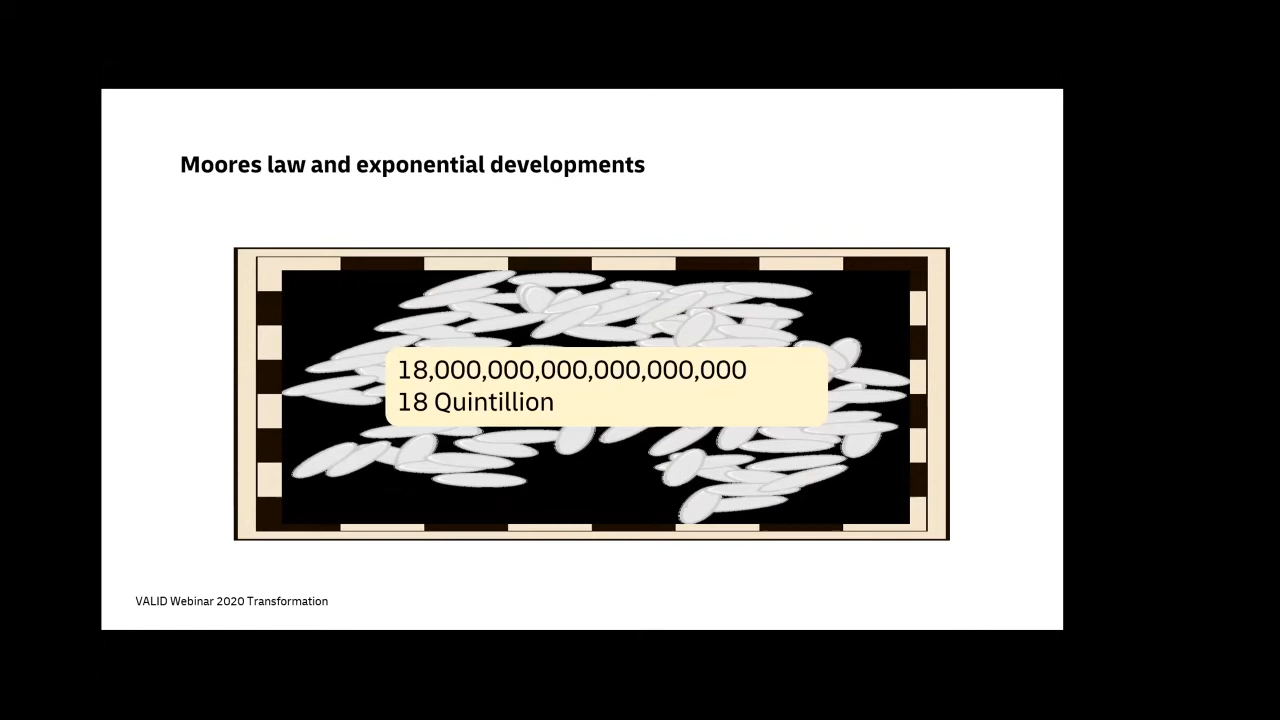 Moores law and exponential developments
18,000,000,000,000,000,000
18 Quintillion
VALID Webinar 2020 Transformation